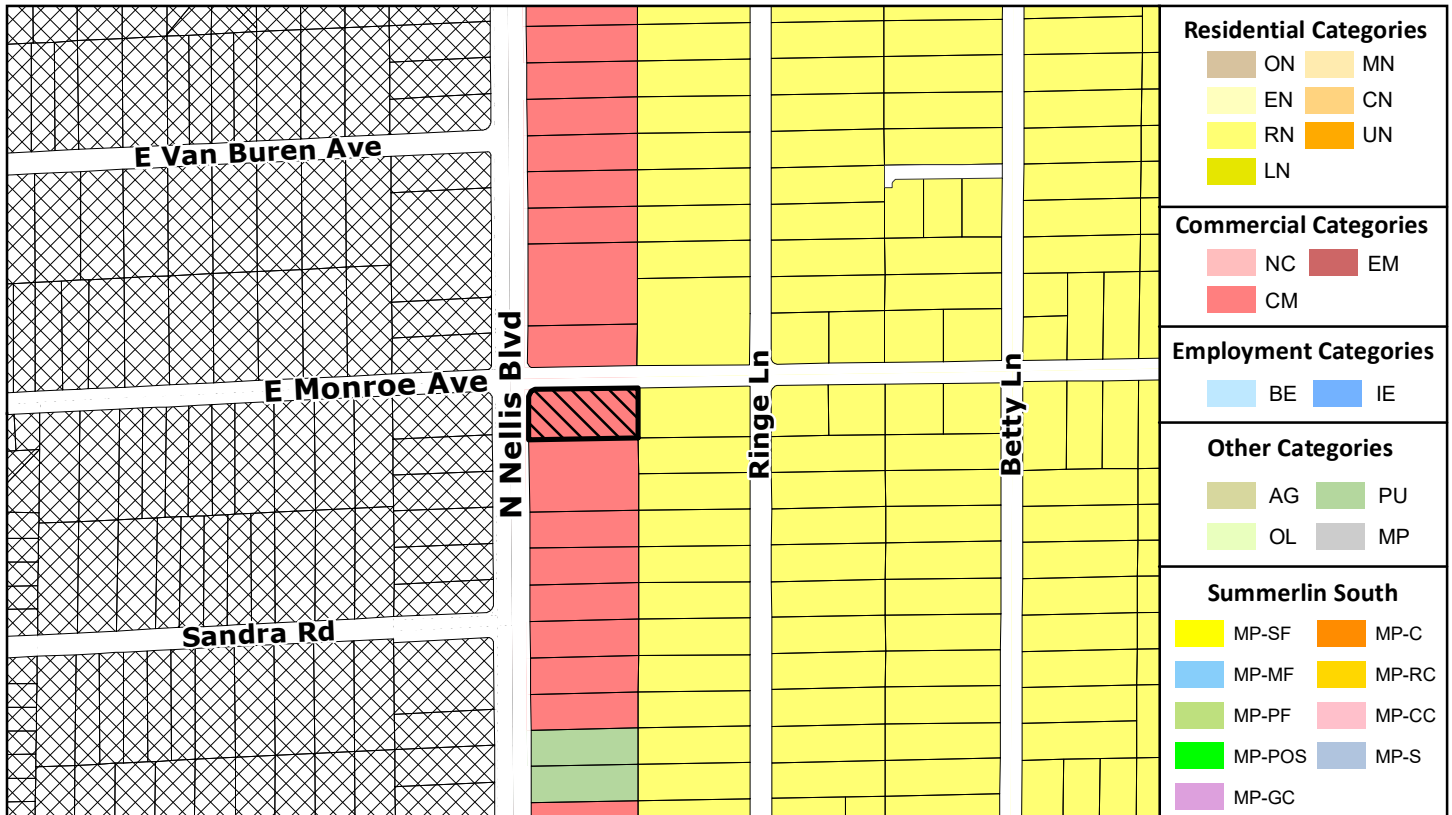 E Van Buren Ave
E Monroe Ave
N Nellis Blvd
Ringe Ln
Betty Ln
Sandra Rd
Residential Categories
ON MN
EN CN
RN UN
LN
Commercial Categories
NC EM
CM
Employment Categories
BE IE
Other Categories
AG PU
OL MP
Summerlin South
MP-SF MP-C
MP-MF MP-RC
MP-PF MP-CC
MP-POS MP-S
MP-GC